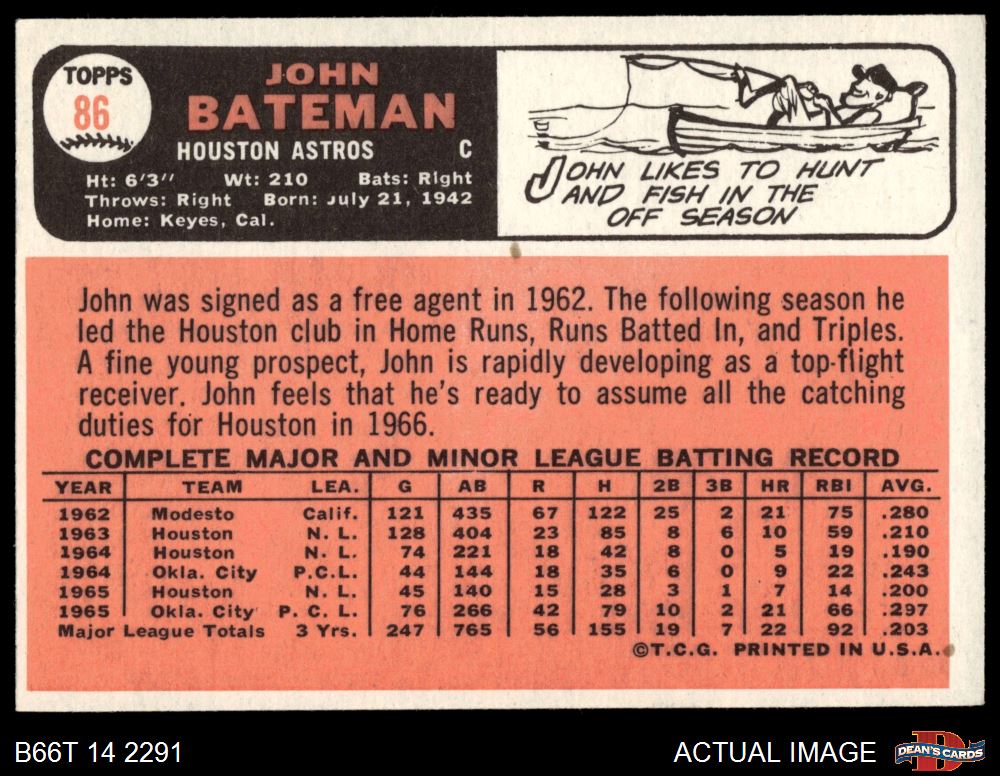 TOPPS
86
JOHN
BATEMAN
HOUSTON ASTROS C
Ht: 6'3" Wt: 210 Bats: Right
Throws: Right Born: July 21, 1942
Home: Keyes, Cal.
JOHN LIKES TO HUNT
AND FISH IN THE
OFF SEASON
John was signed as a free agent in 1962. The following season he
led the Houston club in Home Runs, Runs Batted In, and Triples.
A fine young prospect, John is rapidly developing as a top-flight
receiver. John feels that he's ready to assume all the catching
duties for Houston in 1966.
COMPLETE MAJOR AND MINOR LEAGUE BATTING RECORD
YEAR TEAM LEA. G AB R H 2B 3B HR RBI AVG.
1962 Modesto Calif. 121 435 67 122 25 2 21 75 .280
1963 Houston N. L. 128 404 23 85 8 6 10 59 .210
1964 Houston N. L. 74 221 18 42 8 0 5 19 .190
1964 Okla. City P.C.L. 44 144 18 35 6 0 9 22 .243
1965 Houston N. L. 45 140 15 28 3 1 7 14 .200
1965 Okla. City P. C. L. 76 266 42 79 10 2 21 66 .297
Major League Totals 3 Yrs. 247 765 56 155 19 7 22 92 .203
©T.C.G. PRINTED IN U.S.A.
B66T 14 2291 ACTUAL IMAGE DEAN'S CARDS